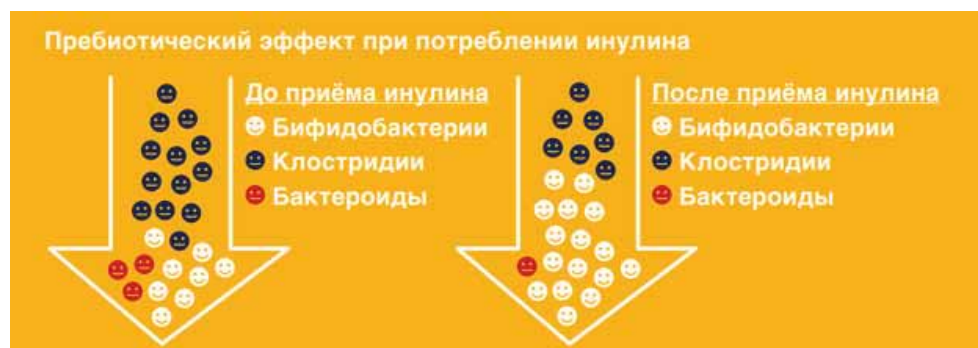 Пребиотический эффект при потреблении инулина
До приёма инулина
Бифидобактерии
Клостридии
Бактероиды
После приёма инулина
Бифидобактерии
Клостридии
Бактероиды